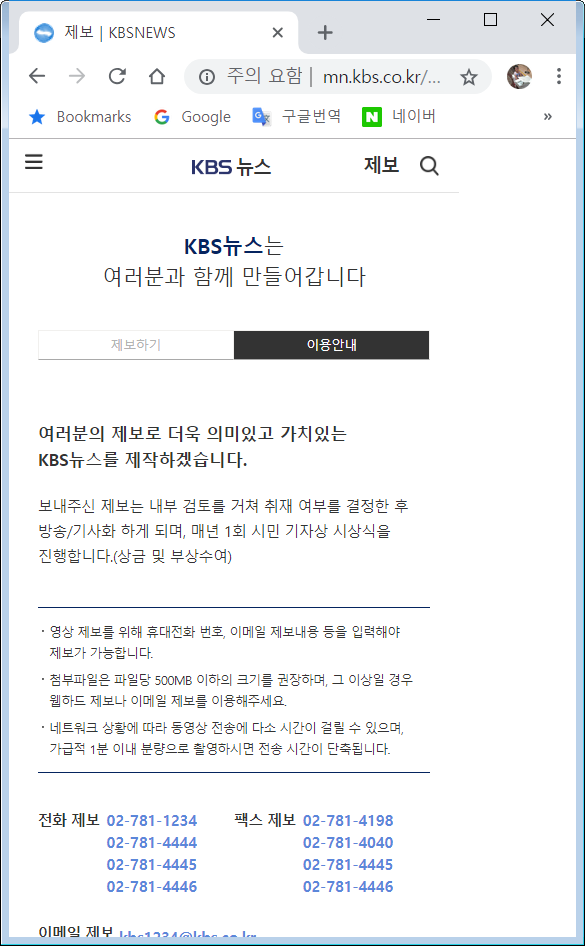 제보 | KBSNEWS
주의 요함 | mn.kbs.co.kr/...
Bookmarks Google 구글번역 네이버 »
KBS 뉴스 제보
KBS뉴스는
여러분과 함께 만들어갑니다
제보하기 이용안내
여러분의 제보로 더욱 의미있고 가치있는
KBS뉴스를 제작하겠습니다.
보내주신 제보는 내부 검토를 거쳐 취재 여부를 결정한 후
방송/기사화 하게 되며, 매년 1회 시민 기자상 시상식을
진행합니다.(상금 및 부상수여)
· 영상 제보를 위해 휴대전화 번호, 이메일 제보내용 등을 입력해야
제보가 가능합니다.
· 첨부파일은 파일당 500MB 이하의 크기를 권장하며, 그 이상일 경우
웹하드 제보나 이메일 제보를 이용해주세요.
· 네트워크 상황에 따라 동영상 전송에 다소 시간이 걸릴 수 있으며,
가급적 1분 이내 분량으로 촬영하시면 전송 시간이 단축됩니다.
전화 제보 02-781-1234 팩스 제보 02-781-4198
02-781-4444 02-781-4040
02-781-4445 02-781-4445
02-781-4446 02-781-4446
이메일 제보 kbs1234@kbs.co.kr